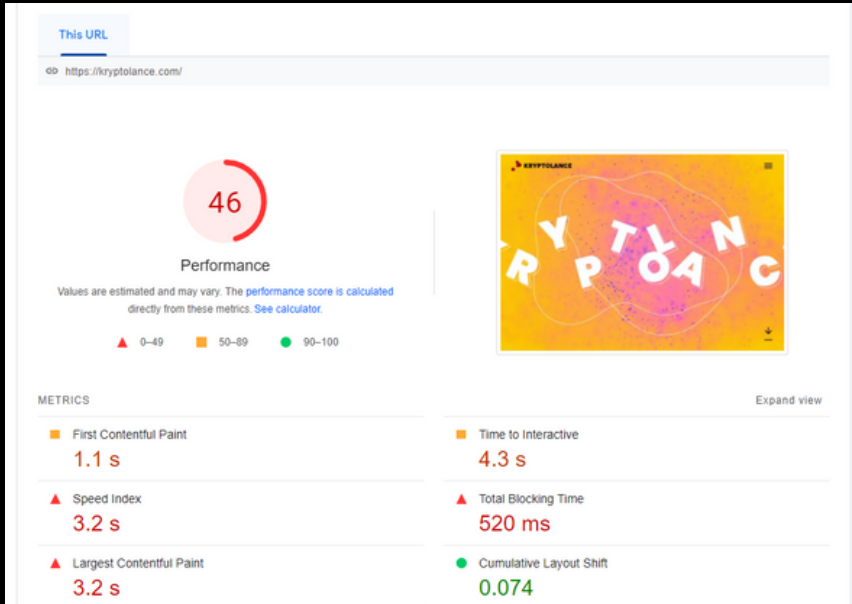 This URL
https://kryptolance.com/
46
Performance
Values are estimated and may vary. The performance score is calculated
directly from these metrics. See calculator.
0–49 50–89 90–100
KRYPTOLANCE
KRYPTOLANC
METRICS
Expand view
First Contentful Paint
1.1 s
Time to Interactive
4.3 s
Speed Index
3.2 s
Total Blocking Time
520 ms
Largest Contentful Paint
3.2 s
Cumulative Layout Shift
0.074